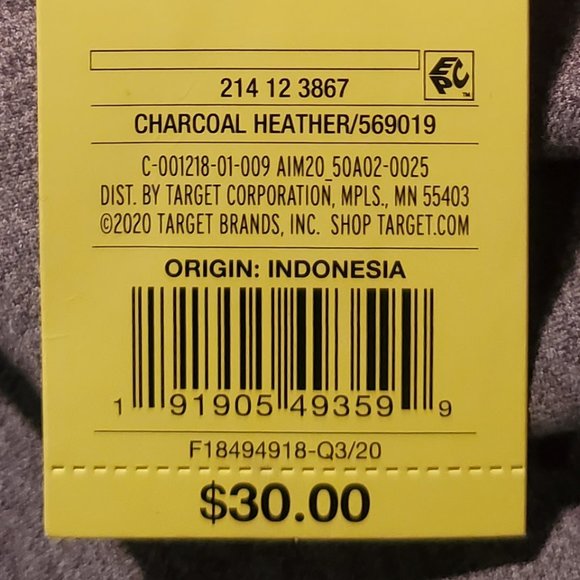 EPC™
214 12 3867
CHARCOAL HEATHER/569019
C-001218-01-009 AIM20_50A02-0025
DIST. BY TARGET CORPORATION, MPLS., MN 55403
©2020 TARGET BRANDS, INC. SHOP TARGET.COM
ORIGIN: INDONESIA
1 91905 49359 9
F18494918-Q3/20
$30.00